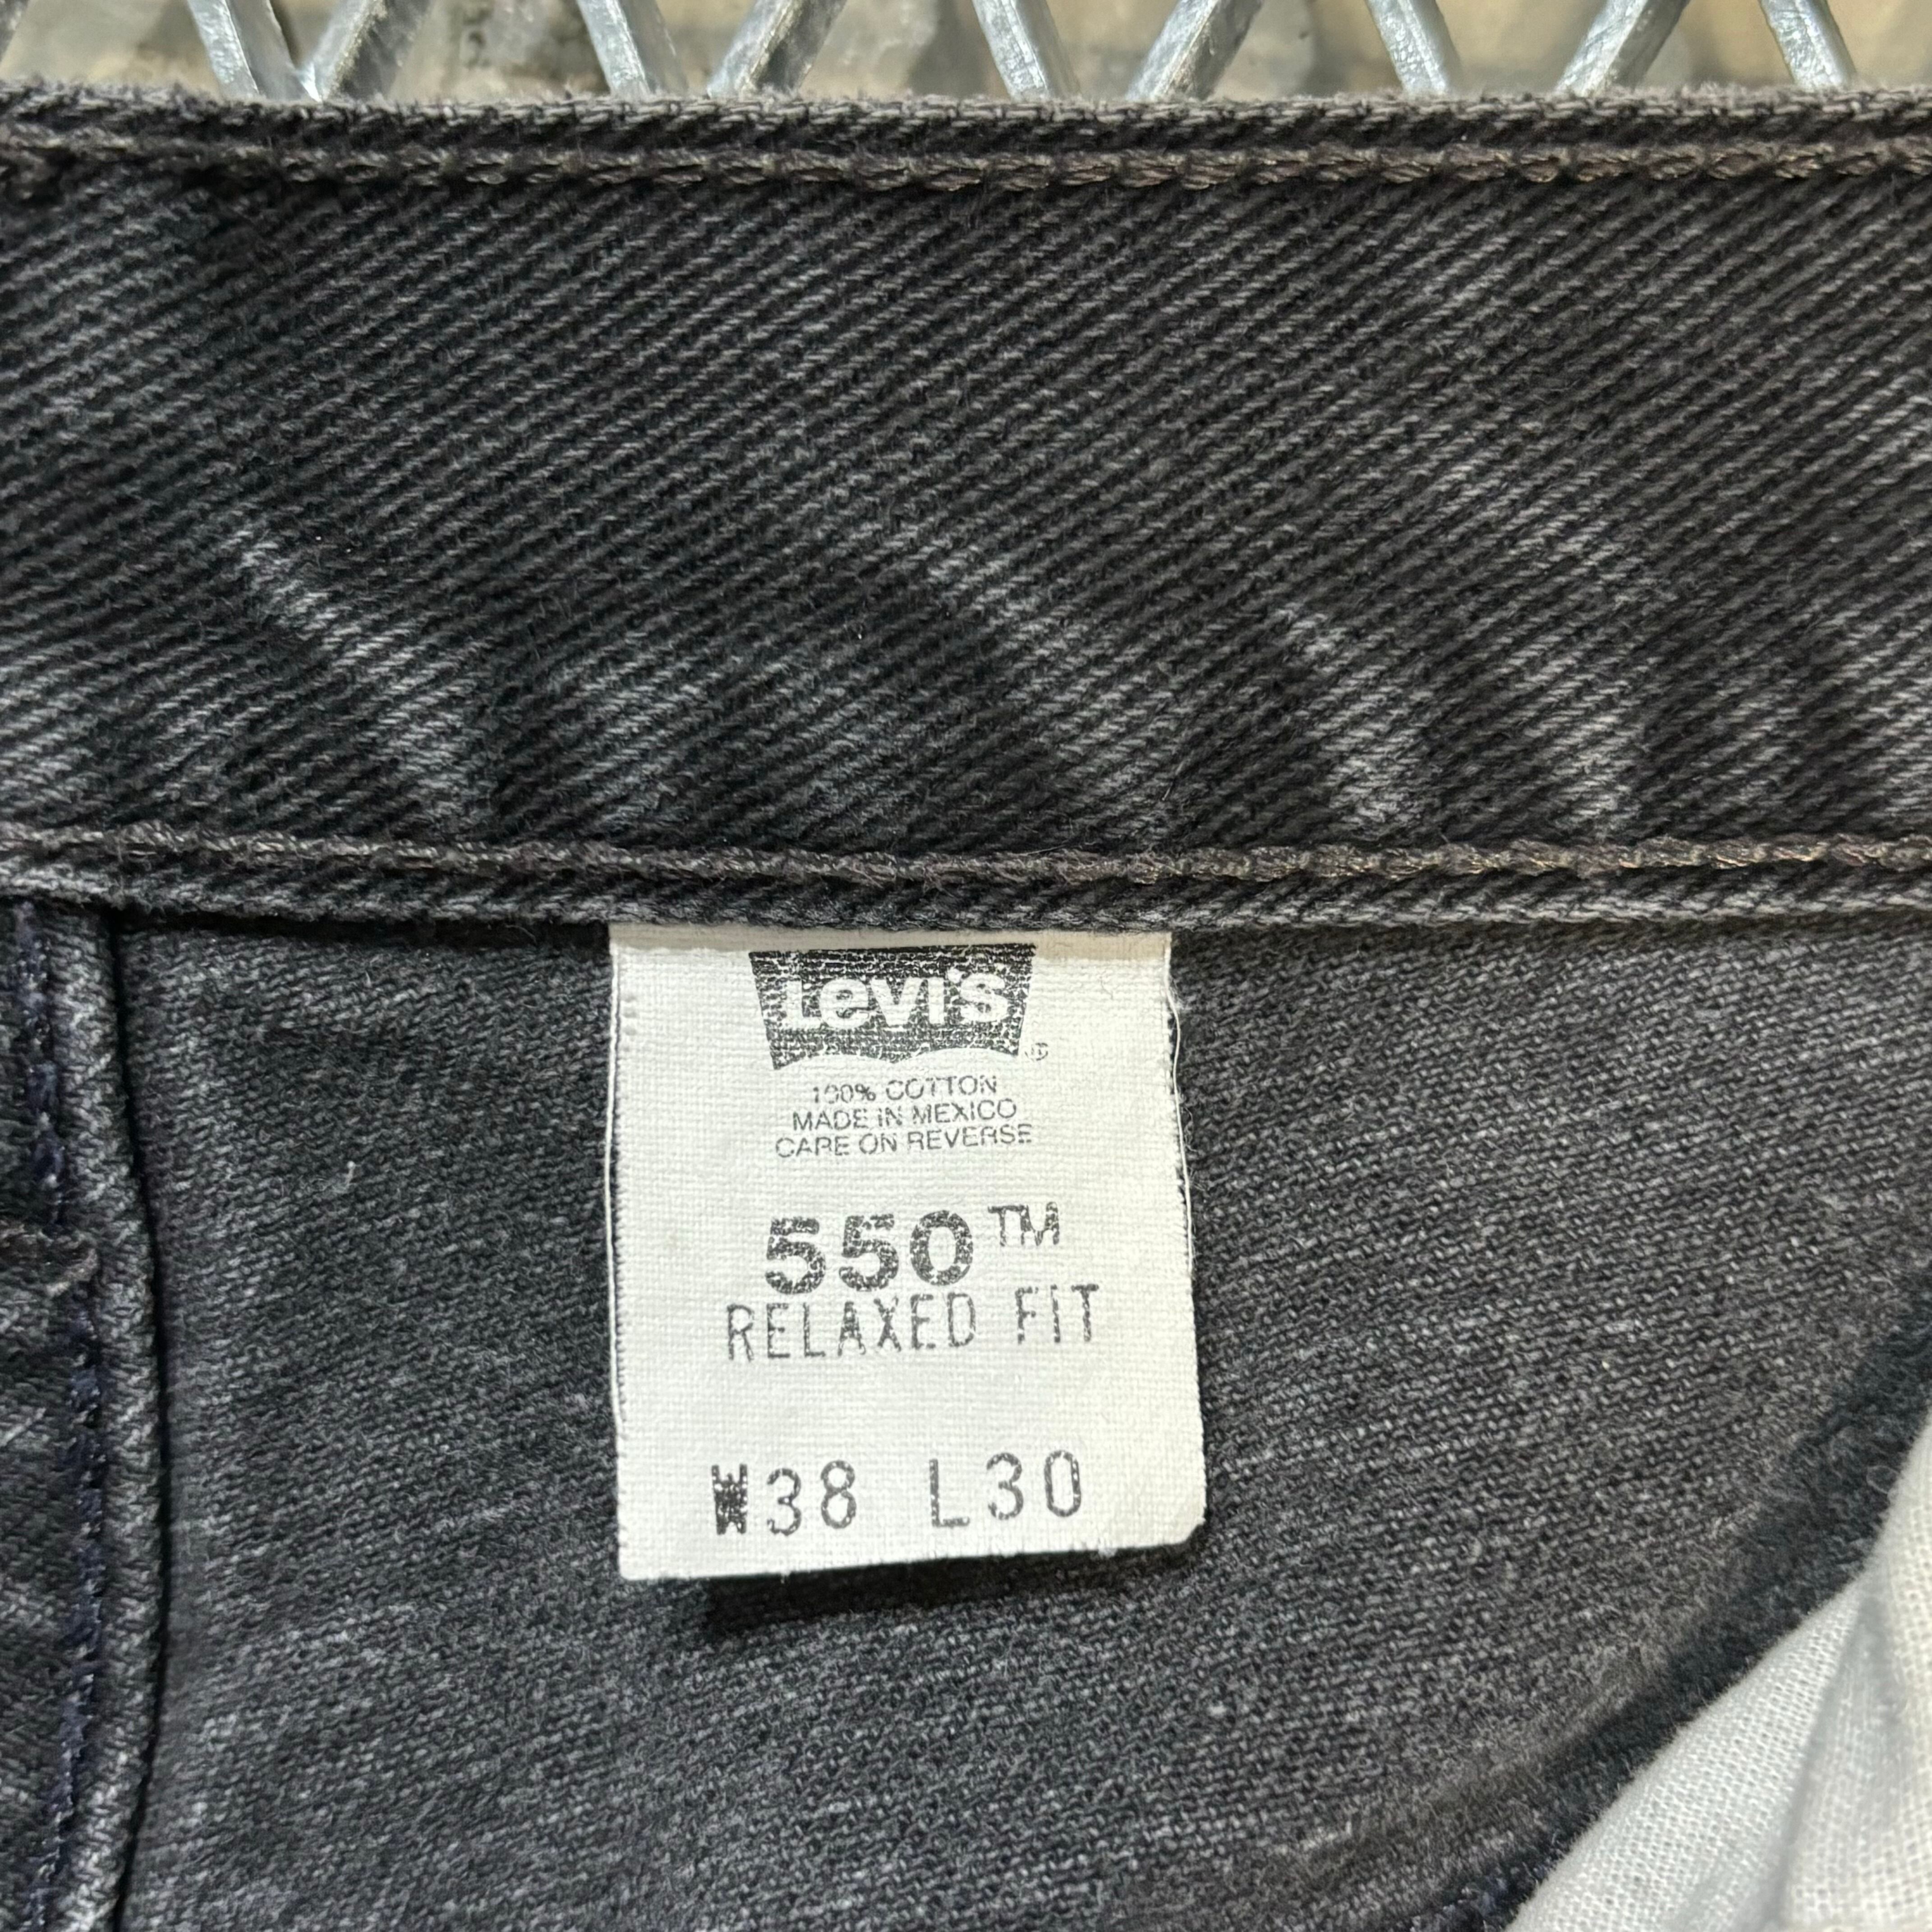 Levi's®
100% COTTON
MADE IN MEXICO
CARE ON REVERSE
550™
RELAXED FIT
W38 L30